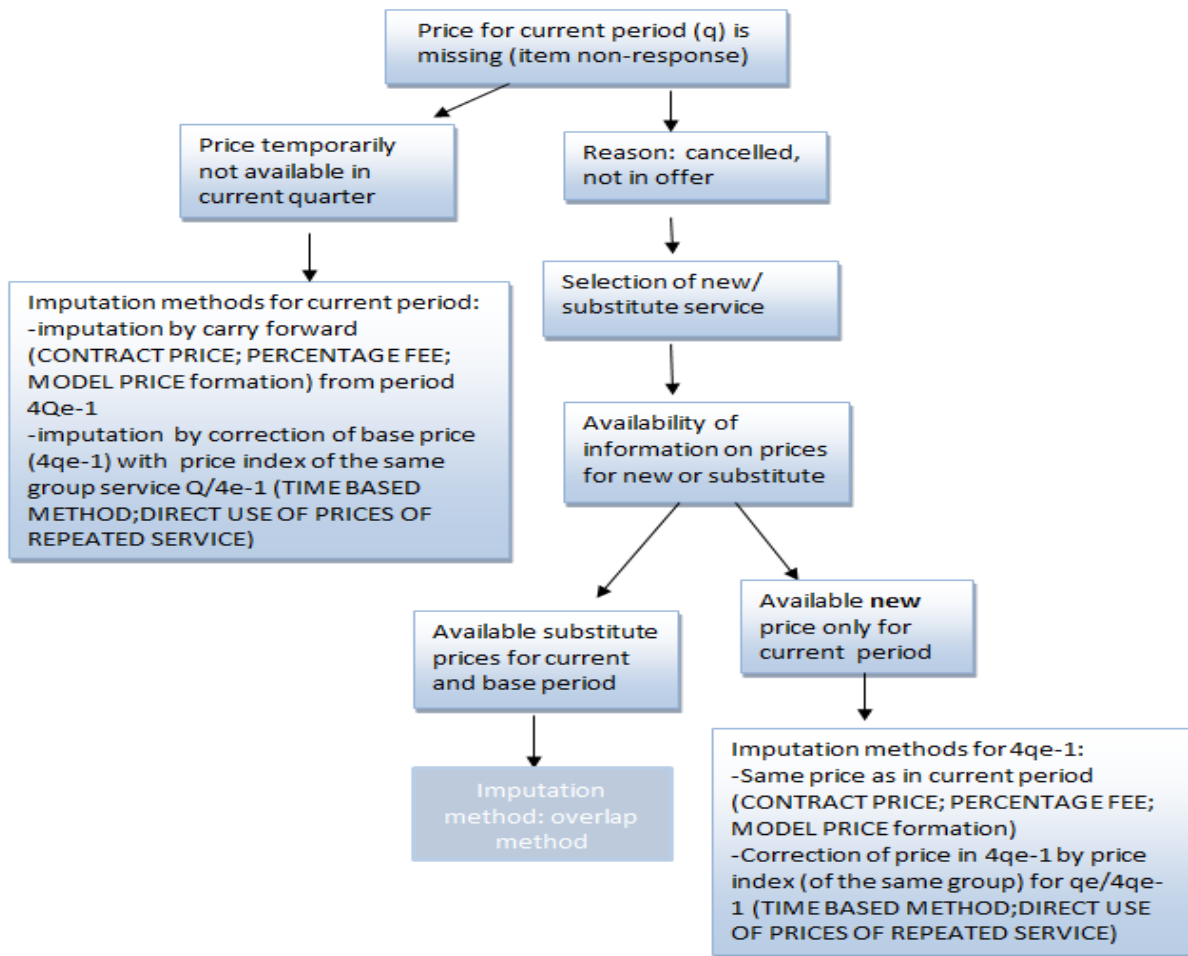 Price for current period (q) is
missing (item non-response)
Price temporarily
not available in
current quarter
Reason: cancelled,
not in offer
Imputation methods for current period:
-imputation by carry forward
(CONTRACT PRICE; PERCENTAGE FEE;
MODEL PRICE formation) from period
4Qe-1
-imputation by correction of base price
(4qe-1) with price index of the same
group service Q/4e-1 (TIME BASED
METHOD;DIRECT USE OF PRICES OF
REPEATED SERVICE)
Selection of new/
substitute service
Availability of
information on prices
for new or substitute
Available substitute
prices for current
and base period
Available new
price only for
current period
Imputation
method: overlap
method
Imputation methods for 4qe-1:
-Same price as in current period
(CONTRACT PRICE; PERCENTAGE FEE;
MODEL PRICE formation)
-Correction of price in 4qe-1 by price
index (of the same group) for qe/4qe-
1 (TIME BASED METHOD;DIRECT USE
OF PRICES OF REPEATED SERVICE)